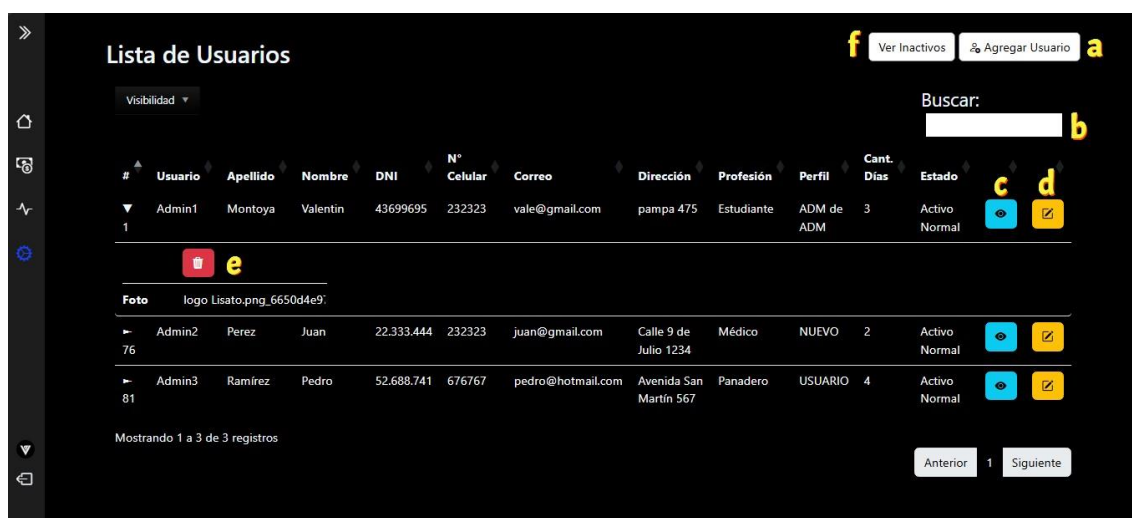 Lista de Usuarios
f Ver Inactivos Agregar Usuario a
Visibilidad ▼
Buscar:
b
# Usuario Apellido Nombre DNI N° Celular Correo Dirección Profesión Perfil Cant. Días Estado c d
1 Admin1 Montoya Valentin 43699695 232323 vale@gmail.com pampa 475 Estudiante ADM de ADM 3 Activo Normal
e
Foto logo Lisato.png_6650d4e97
76 Admin2 Perez Juan 22.333.444 232323 juan@gmail.com Calle 9 de Julio 1234 Médico NUEVO 2 Activo Normal
81 Admin3 Ramírez Pedro 52.688.741 676767 pedro@hotmail.com Avenida San Martín 567 Panadero USUARIO 4 Activo Normal
Mostrando 1 a 3 de 3 registros
Anterior 1 Siguiente